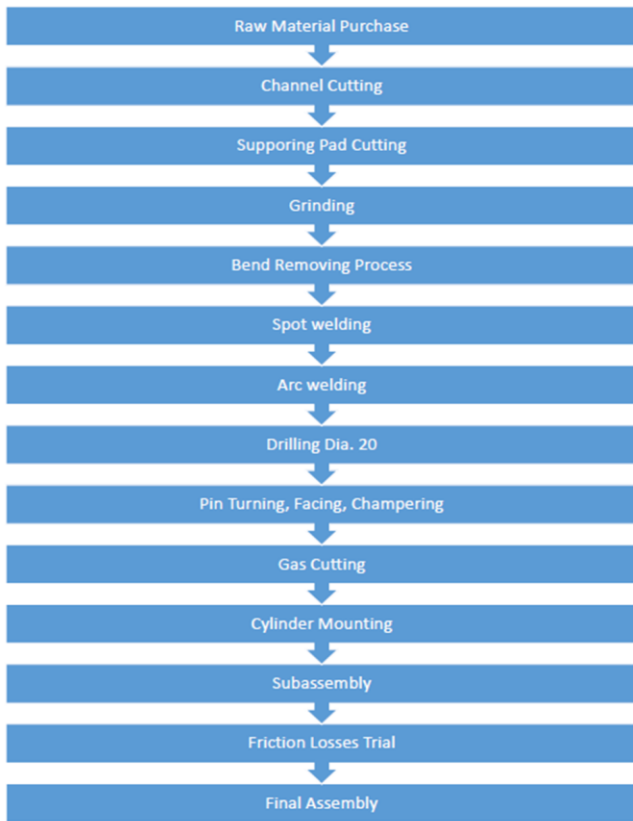 Raw Material Purchase
Channel Cutting
Supporing Pad Cutting
Grinding
Bend Removing Process
Spot welding
Arc welding
Drilling Dia. 20
Pin Turning, Facing, Champering
Gas Cutting
Cylinder Mounting
Subassembly
Friction Losses Trial
Final Assembly